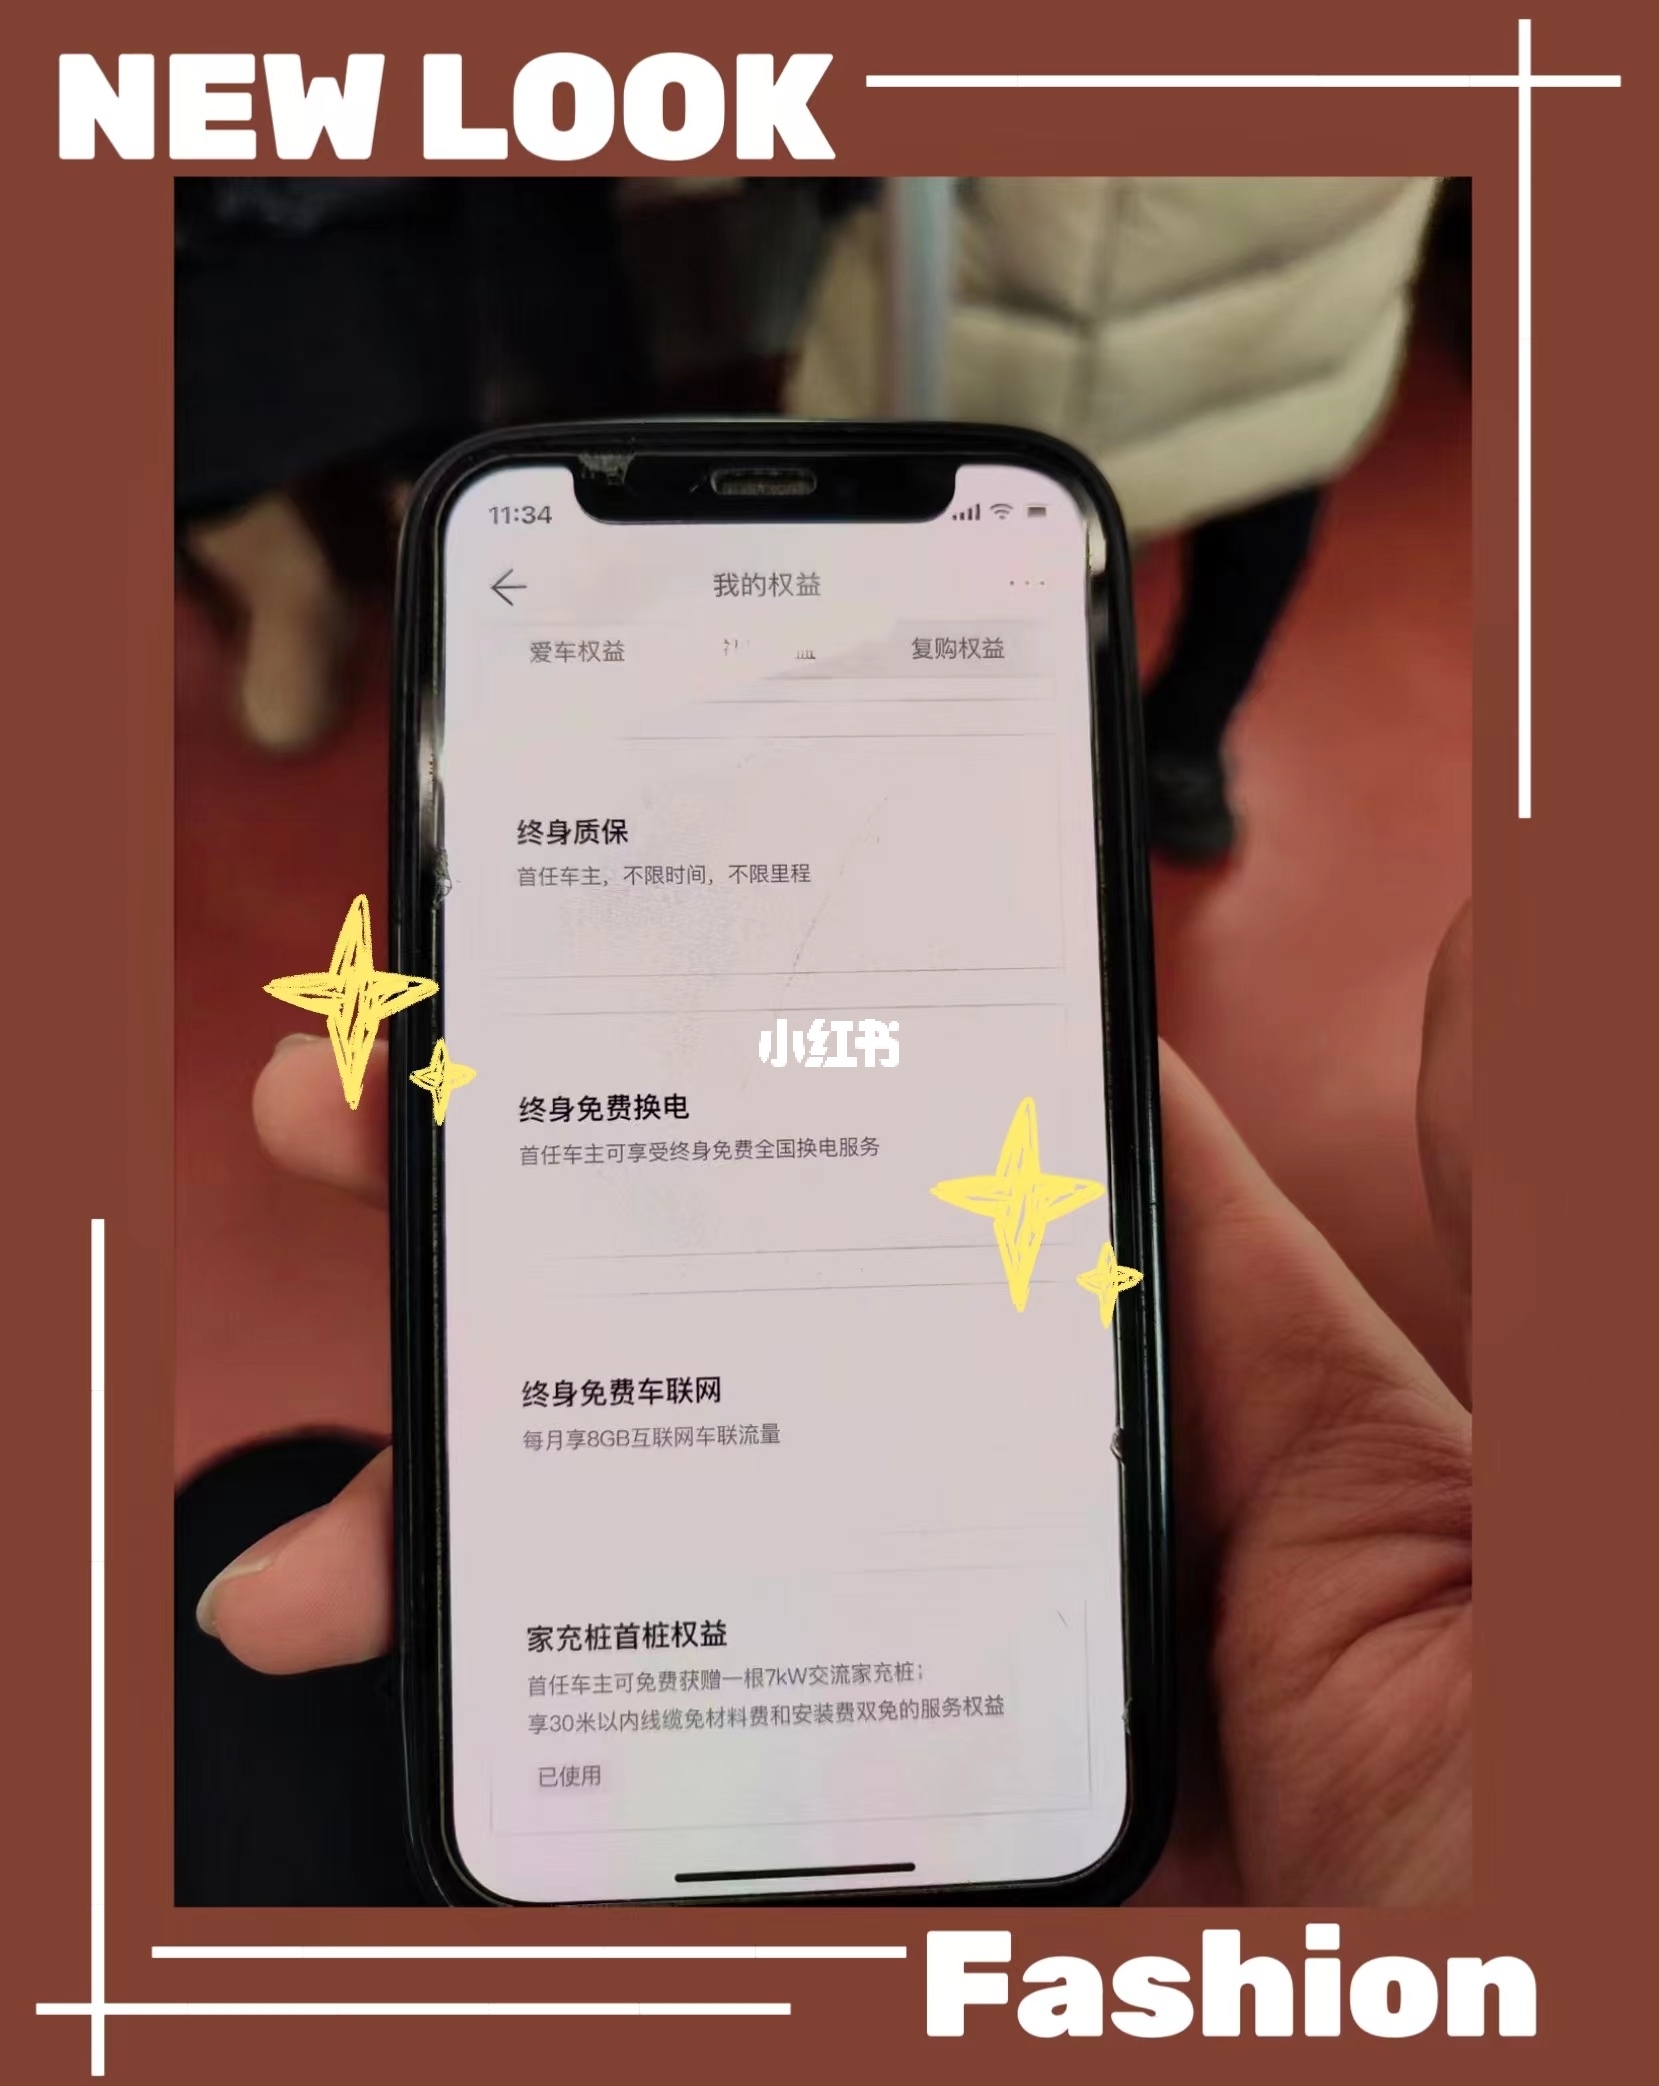 NEW LOOK
11:34
我的权益
爱车权益
复购权益
终身质保
首任车主，不限时间，不限里程
小红书
终身免费换电
首任车主可享受终身免费全国换电服务
终身免费车联网
每月享8GB互联网车联流量
家充桩首桩权益
首任车主可免费获赠一根7kW交流家充桩；
享30米以内线缆免材料费和安装费双免的服务权益
已使用
Fashion